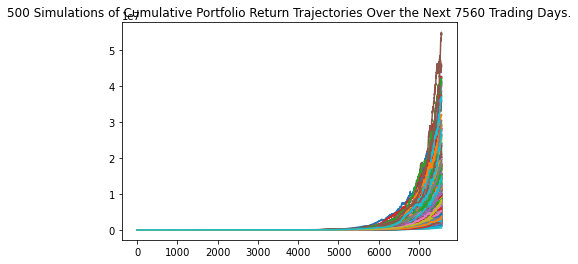 500 Simulations of Cumulative Portfolio Return Trajectories Over the Next 7560 Trading Days.
1e7
5
4
3
2
1
0
0 1000 2000 3000 4000 5000 6000 7000